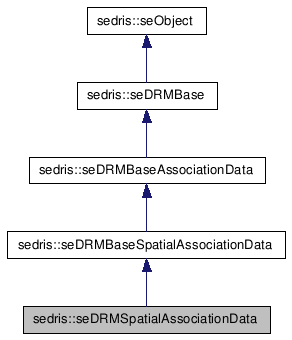 sedris::seObject
sedris::seDRMBase
sedris::seDRMBaseAssociationData
sedris::seDRMBaseSpatialAssociationData
sedris::seDRMSpatialAssociationData